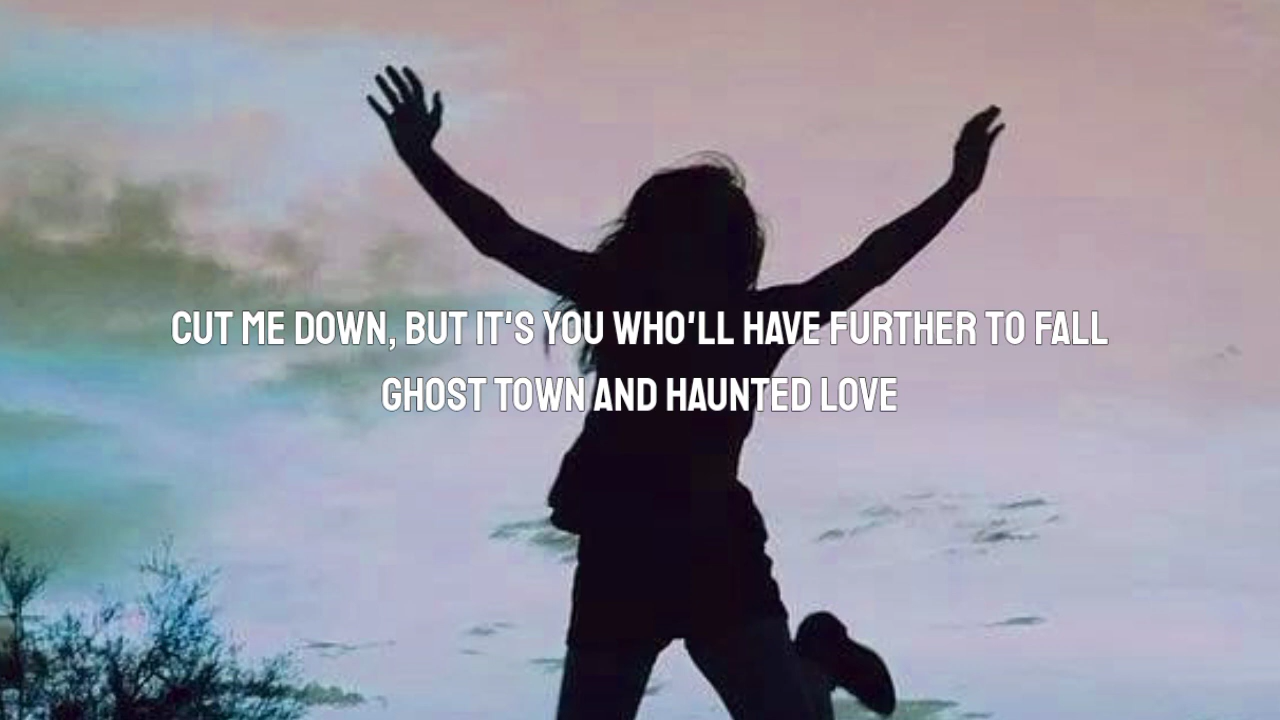 CUT ME DOWN, BUT IT'S YOU WHO'LL HAVE FURTHER TO FALL
GHOST TOWN AND HAUNTED LOVE